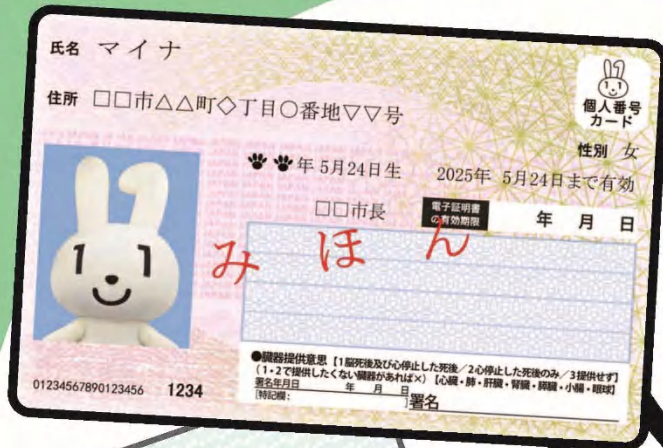 氏名 マイナ
住所 □□市△△町◇丁目○番地▽▽号
個人番号
カード
性別 女
年 5月24日生
2025年 5月24日まで有効
□□市長
電子証明書
の有効期限
年 月 日
みほん
●臓器提供意思【1脳死後及び心停止した死後/2心停止した死後のみ/3提供せず】
(1・2で提供したくない臓器があれば×)【心臓・肺・肝臓・腎臓・膵臓・小腸・眼球】
署名年月日 年 月 日
[特記欄: ]署名
01234567890123456 1234